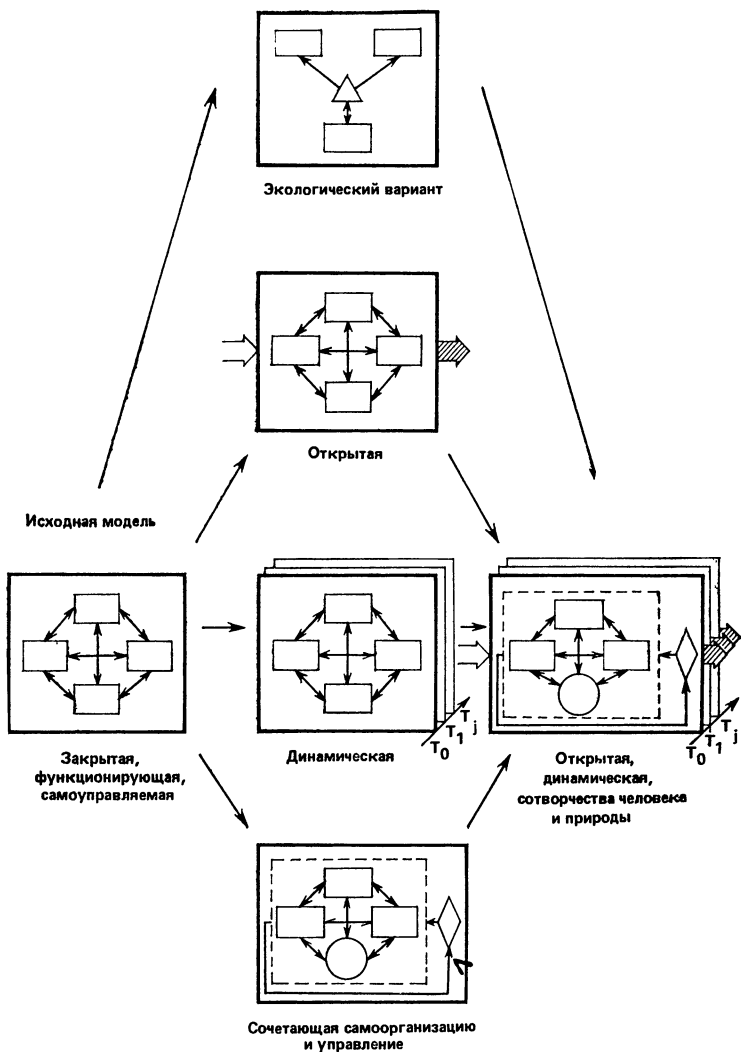 Экологический вариант
Открытая
Исходная модель
Закрытая,
функционирующая,
самоуправляемая
T0 T1 Tj
Динамическая
T0 T1 Tj
Открытая,
динамическая,
сотворчества человека
и природы
Сочетающая самоорганизацию
и управление